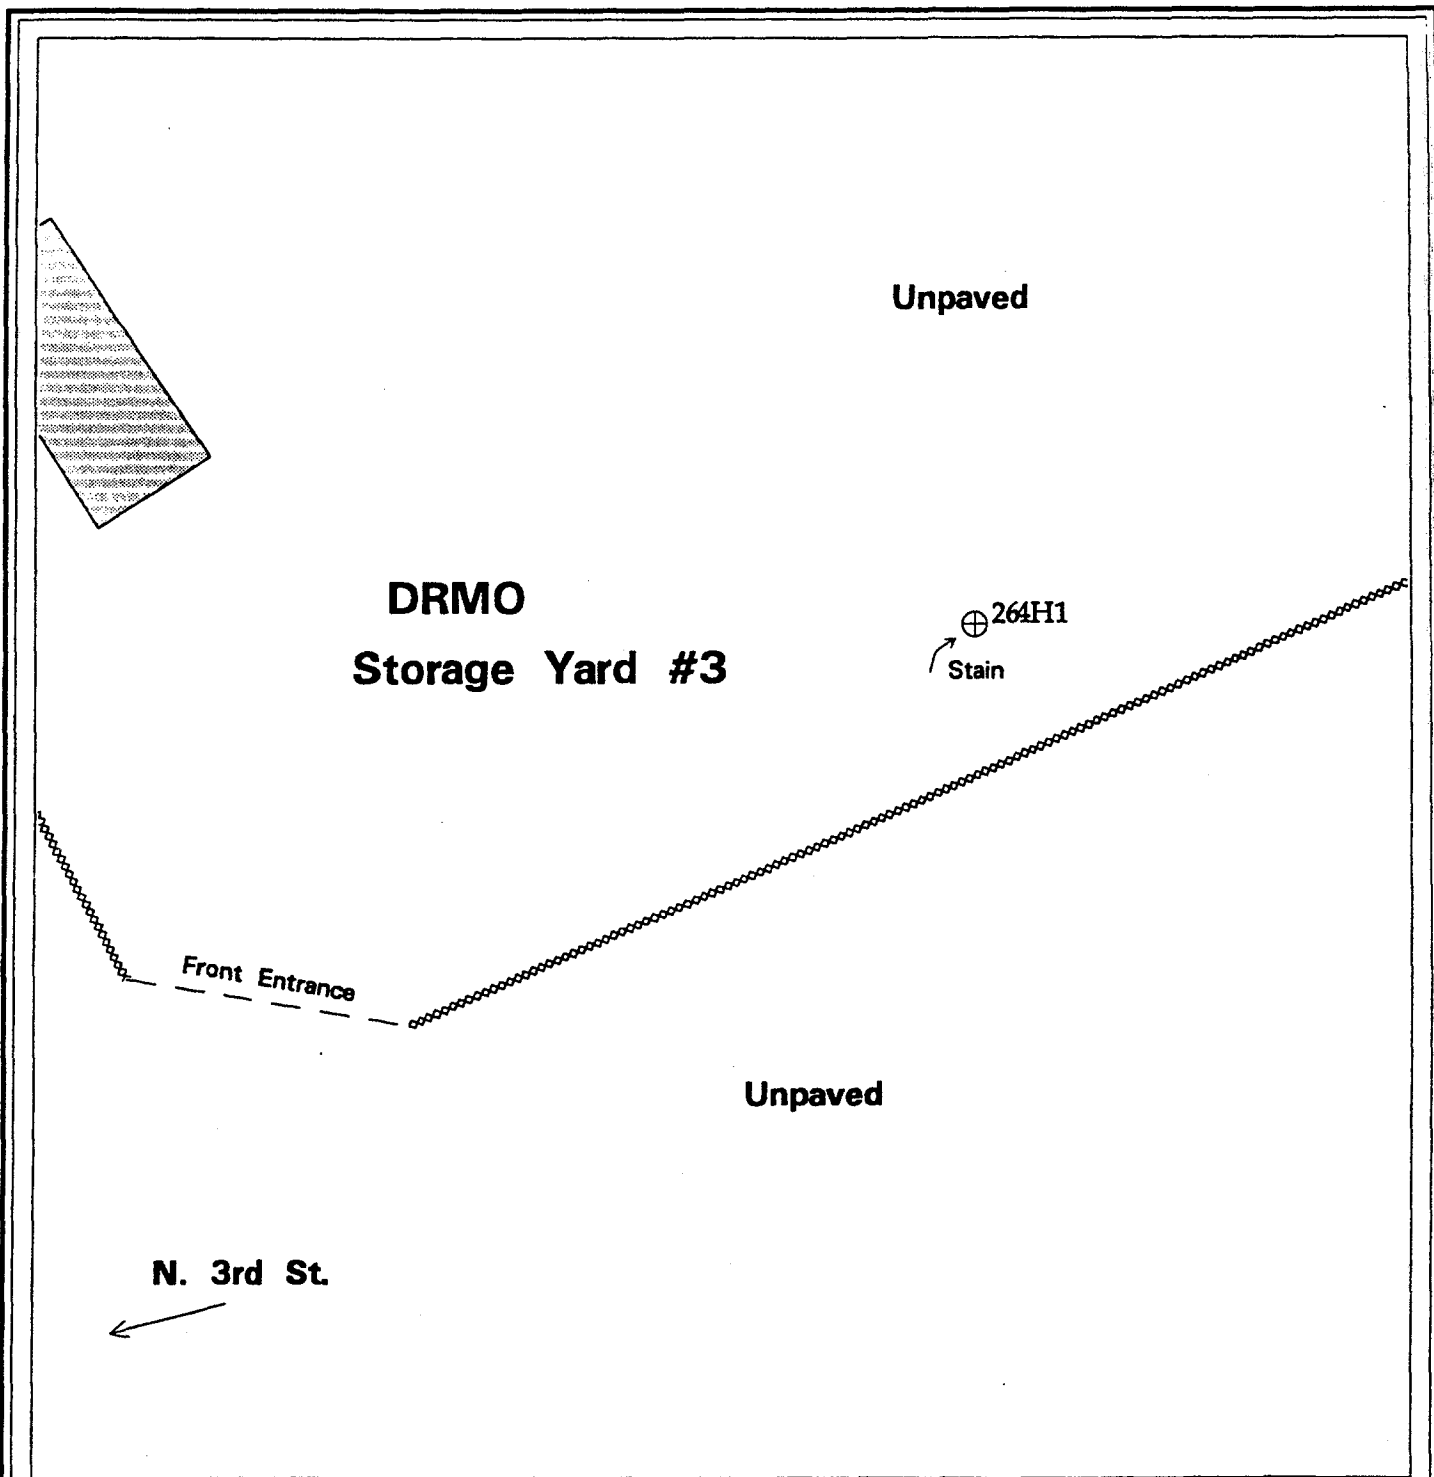 Unpaved
DRMO
Storage Yard #3
264H1
Stain
Front Entrance
Unpaved
N. 3rd St.